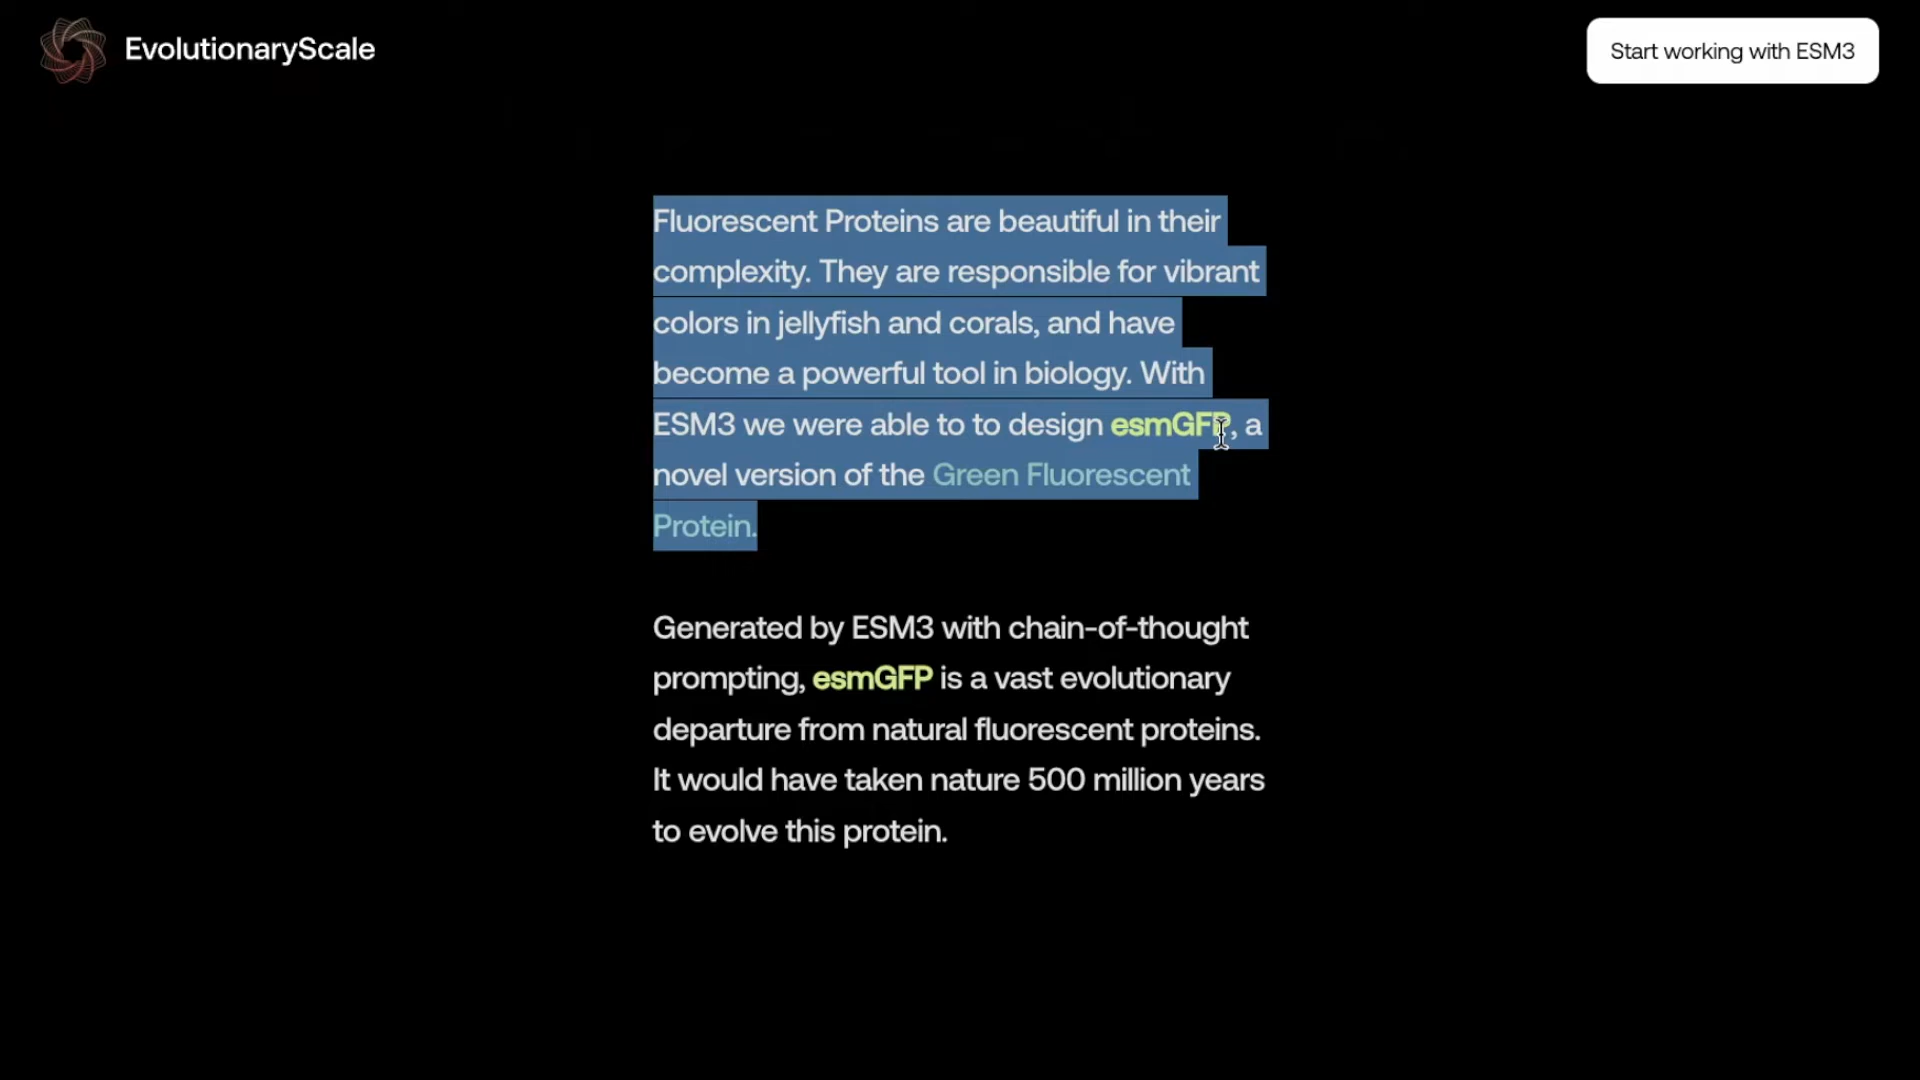 EvolutionaryScale
Start working with ESM3
Fluorescent Proteins are beautiful in their
complexity. They are responsible for vibrant
colors in jellyfish and corals, and have
become a powerful tool in biology. With
ESM3 we were able to to design esmGFP, a
novel version of the Green Fluorescent
Protein.
Generated by ESM3 with chain-of-thought
prompting, esmGFP is a vast evolutionary
departure from natural fluorescent proteins.
It would have taken nature 500 million years
to evolve this protein.